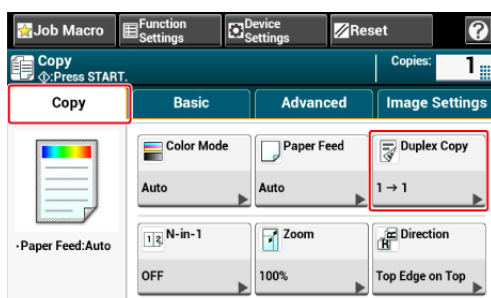 Job Macro
Function
Settings
Device
Settings
Reset
?
Copy
:Press START.
Copies:
1
Copy
Basic
Advanced
Image Settings
Color Mode
Auto
Paper Feed
Auto
Duplex Copy
1 → 1
·Paper Feed:Auto
1 2
N-in-1
OFF
Zoom
100%
Direction
Top Edge on Top